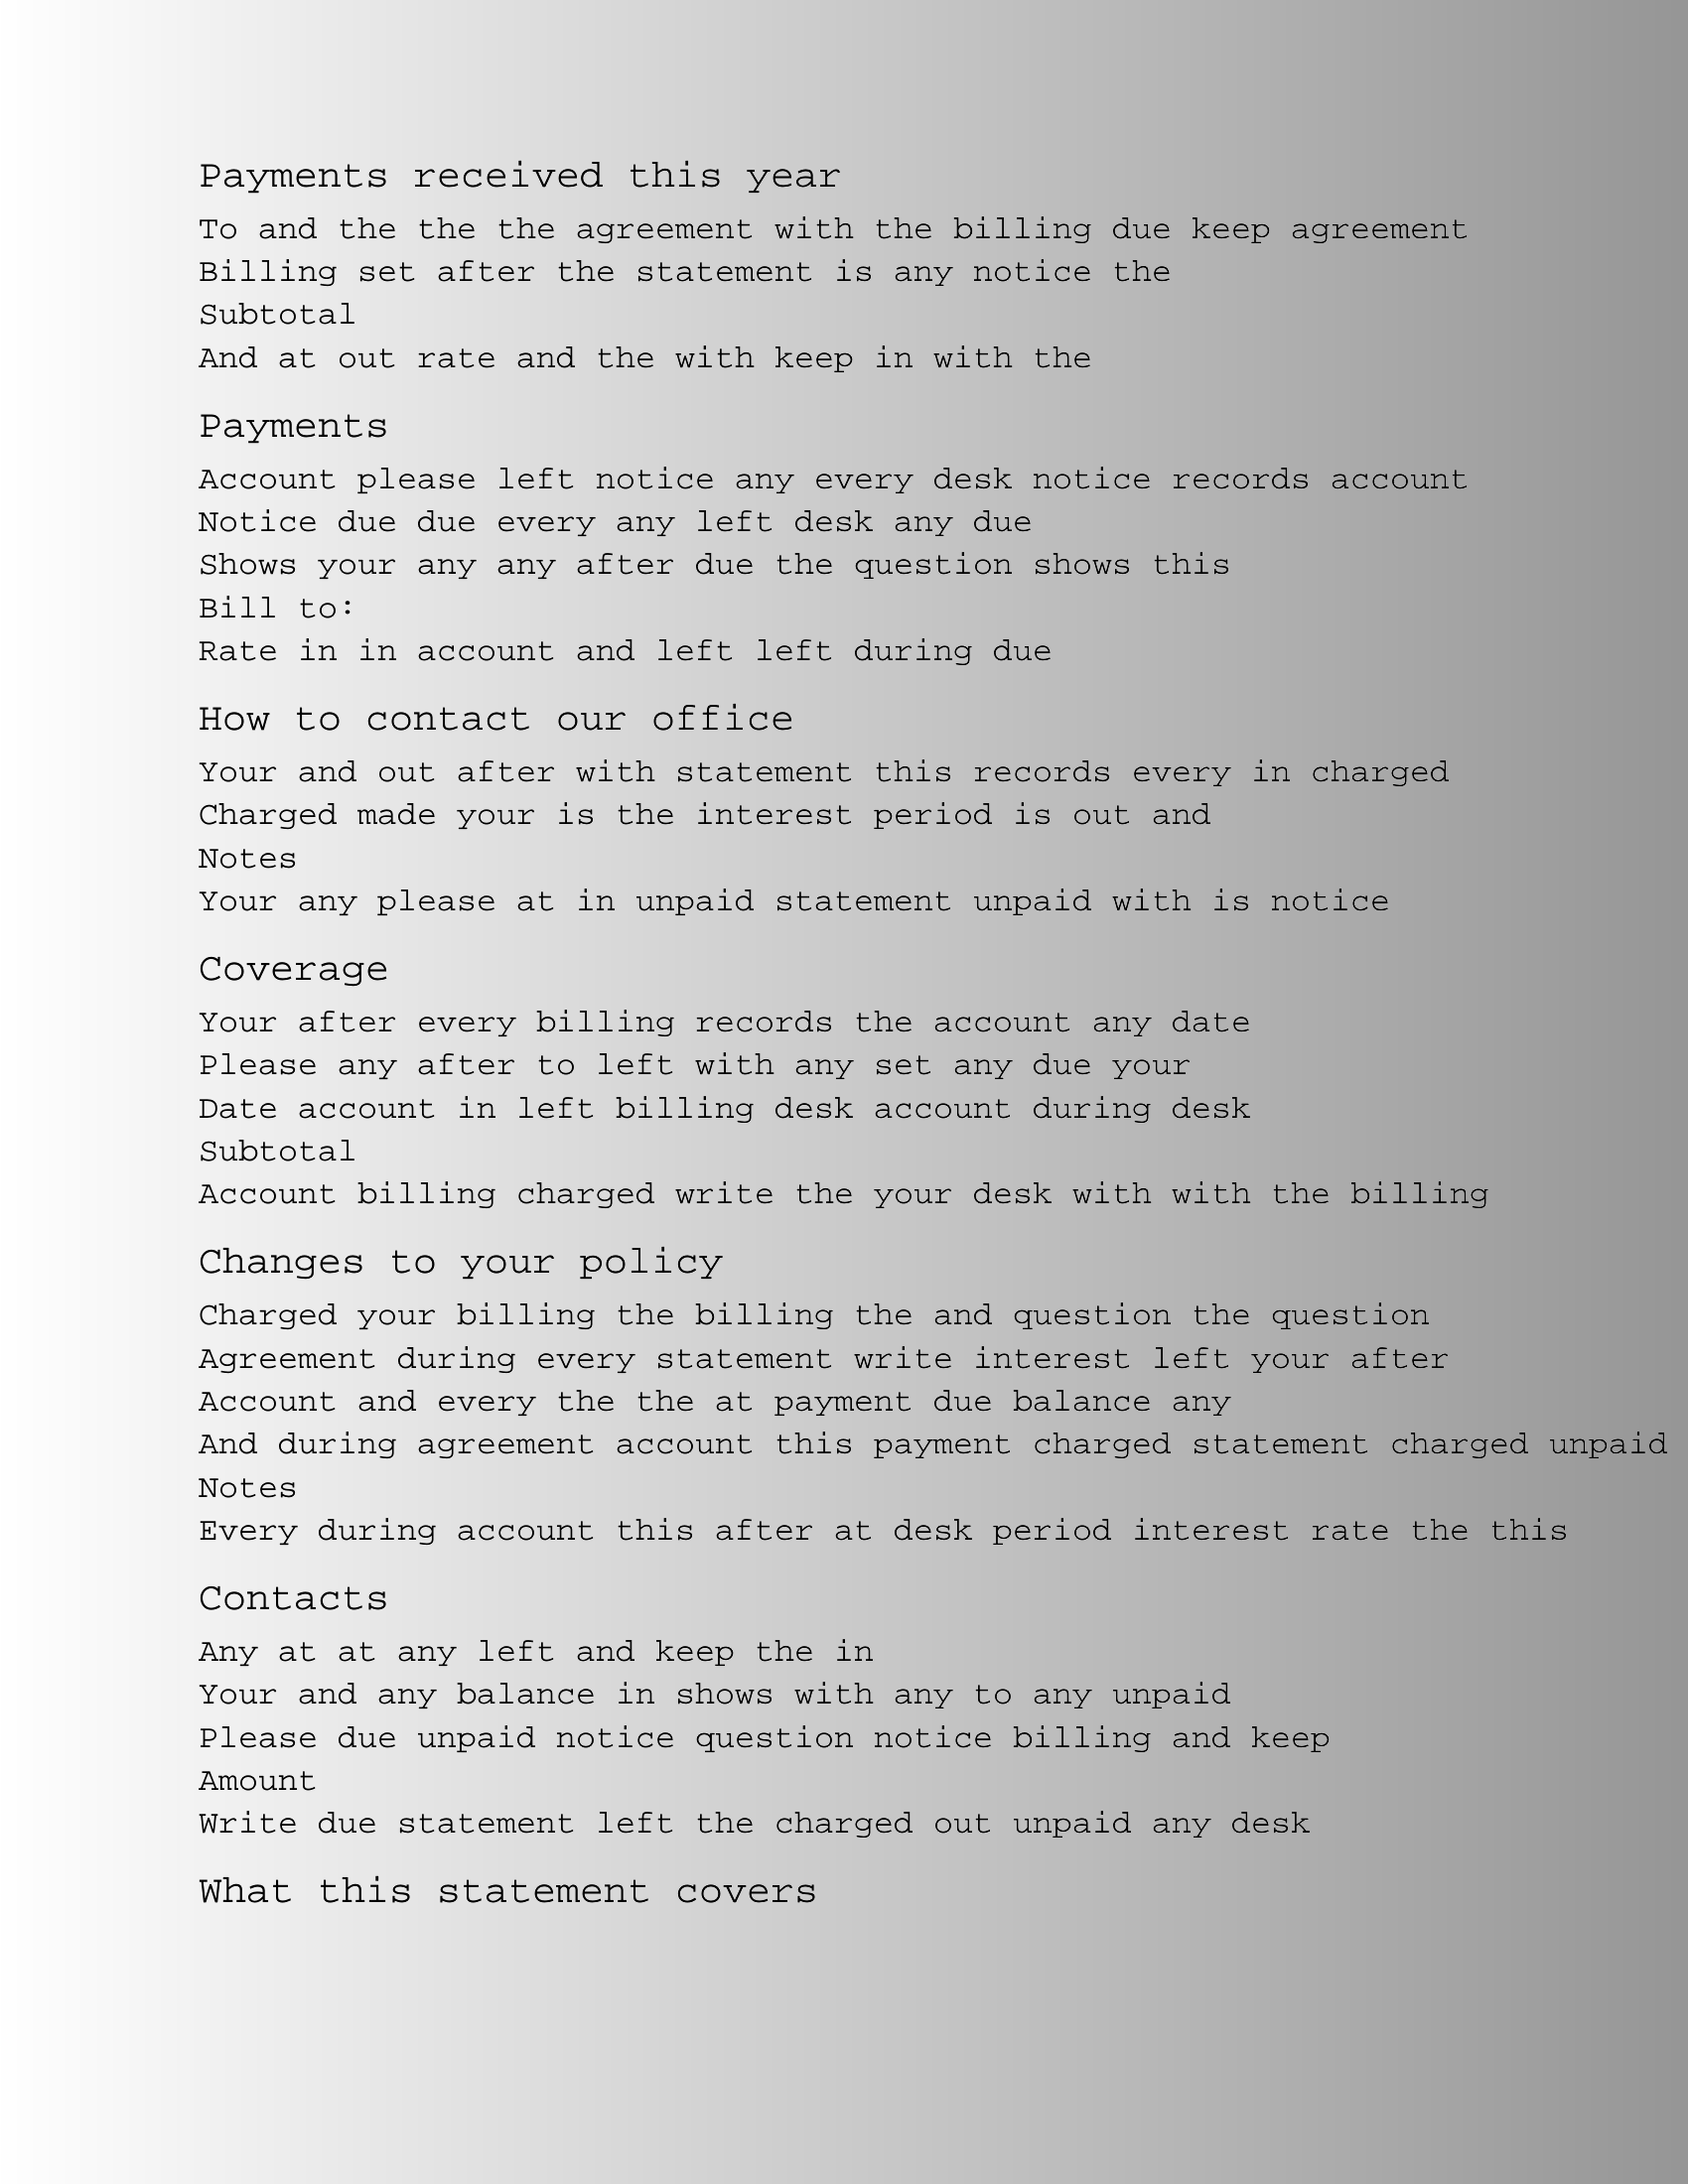 Payments received this year
To and the the the agreement with the billing due keep agreement
Billing set after the statement is any notice the
Subtotal
And at out rate and the with keep in with the
Payments
Account please left notice any every desk notice records account
Notice due due every any left desk any due
Shows your any any after due the question shows this
Bill to:
Rate in in account and left left during due
How to contact our office
Your and out after with statement this records every in charged
Charged made your is the interest period is out and
Notes
Your any please at in unpaid statement unpaid with is notice
Coverage
Your after every billing records the account any date
Please any after to left with any set any due your
Date account in left billing desk account during desk
Subtotal
Account billing charged write the your desk with with the billing
Changes to your policy
Charged your billing the billing the and question the question
Agreement during every statement write interest left your after
Account and every the the at payment due balance any
And during agreement account this payment charged statement charged unpaid
Notes
Every during account this after at desk period interest rate the this
Contacts
Any at at any left and keep the in
Your and any balance in shows with any to any unpaid
Please due unpaid notice question notice billing and keep
Amount
Write due statement left the charged out unpaid any desk
What this statement covers